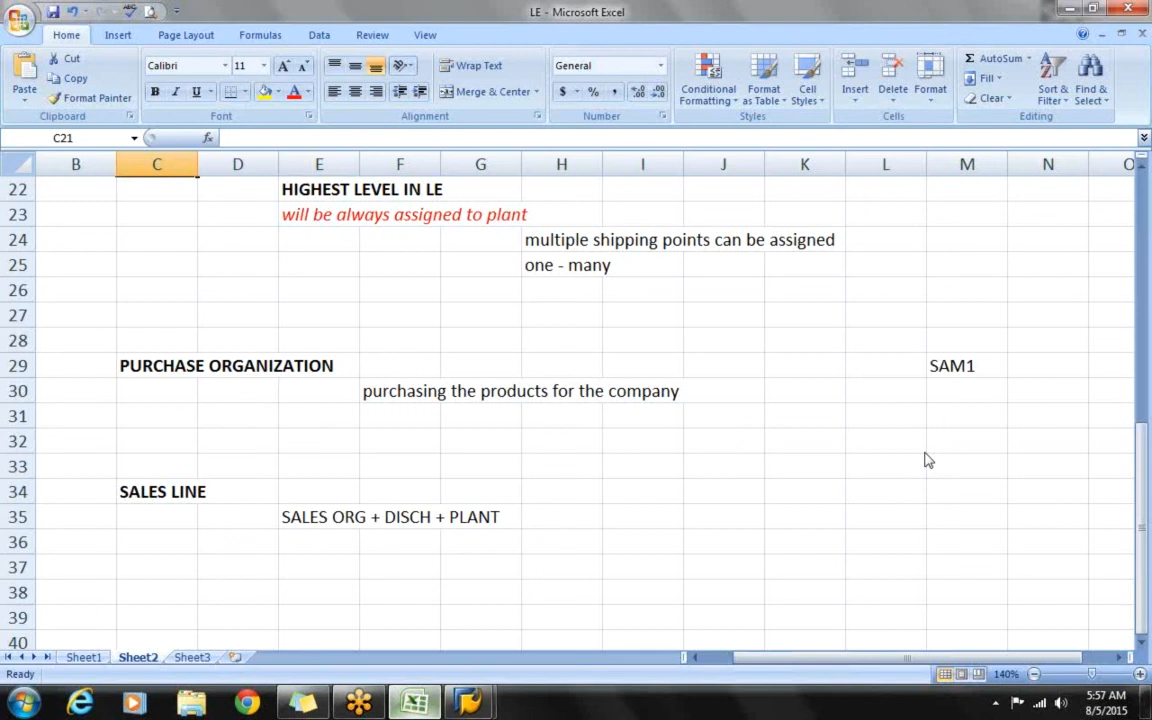 LE - Microsoft Excel
Home Insert Page Layout Formulas Data Review View
Paste
Cut
Copy
Format Painter
Clipboard
Calibri 11
B I U
Font
Wrap Text
Merge & Center
Alignment
General
$ % ,
Number
Conditional Formatting
Format as Table
Cell Styles
Styles
Insert Delete Format
Cells
Σ AutoSum
Fill
Clear
Sort & Filter
Find & Select
Editing
C21 fx
B C D E F G H I J K L M N O
22 HIGHEST LEVEL IN LE
23 will be always assigned to plant
24 multiple shipping points can be assigned
25 one - many
26
27
28
29 PURCHASE ORGANIZATION SAM1
30 purchasing the products for the company
31
32
33
34 SALES LINE
35 SALES ORG + DISCH + PLANT
36
37
38
39
40
Sheet1 Sheet2 Sheet3
Ready 140%
5:57 AM
8/5/2015